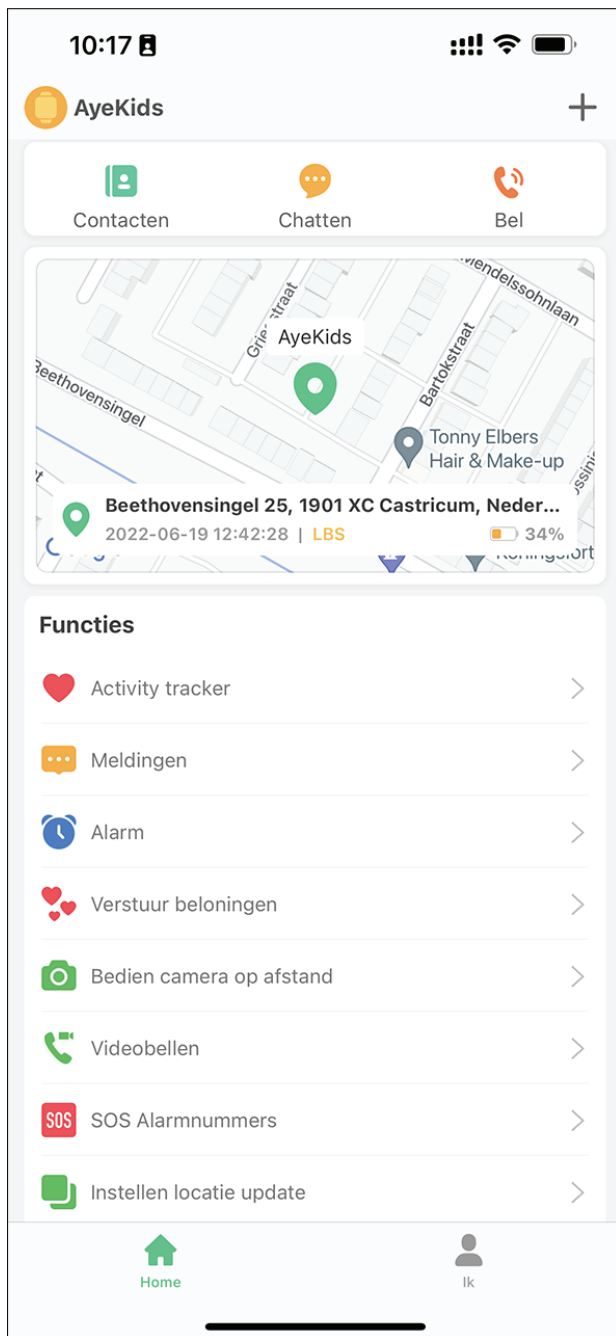 10:17
AyeKids
Contacten
Chatten
Bel
Mendelssohnlaan
AyeKids
Bartokstraat
Beethovensingel
Tonny Elbers
Hair & Make-up
Beethovensingel 25, 1901 XC Castricum, Neder...
2022-06-19 12:42:28 | LBS
34%
Functies
Activity tracker
Meldingen
Alarm
Verstuur beloningen
Bedien camera op afstand
Videobellen
SOS
SOS Alarmnummers
Instellen locatie update
Home
Ik